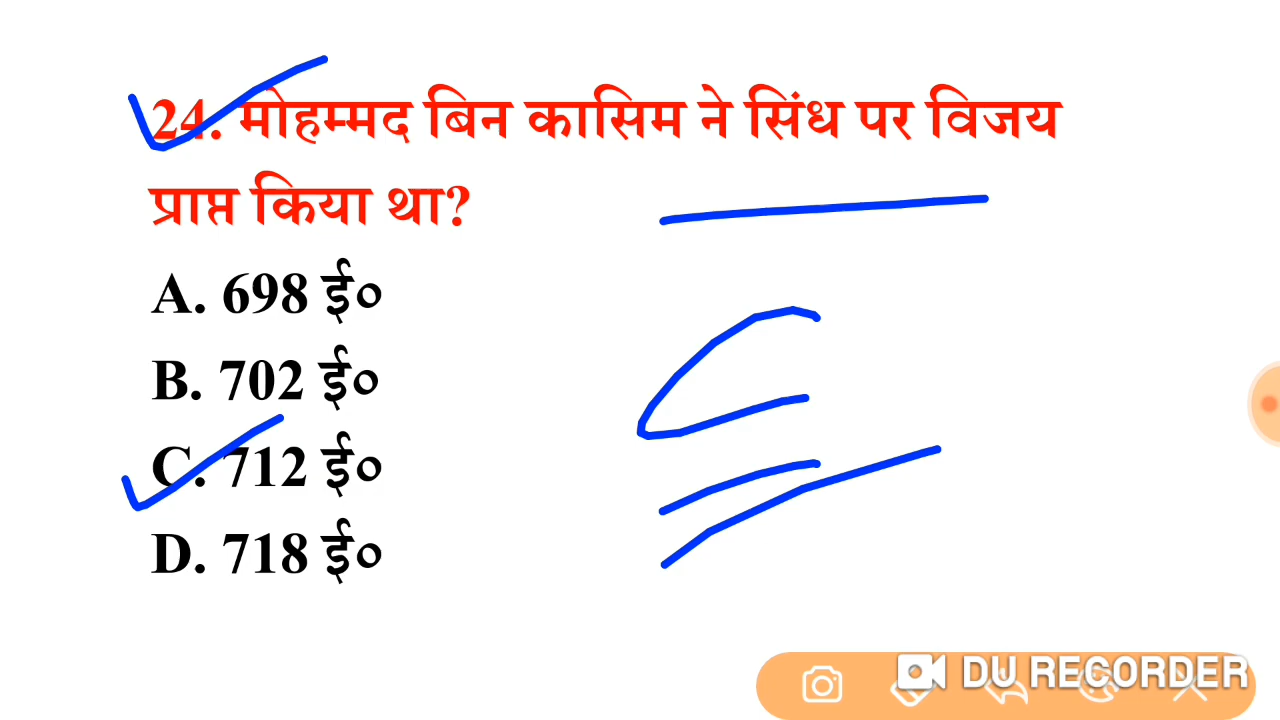 24. मोहम्मद बिन कासिम ने सिंध पर विजय
प्राप्त किया था?
A. 698 ई०
B. 702 ई०
C. 712 ई०
D. 718 ई०
C
DU RECORDER